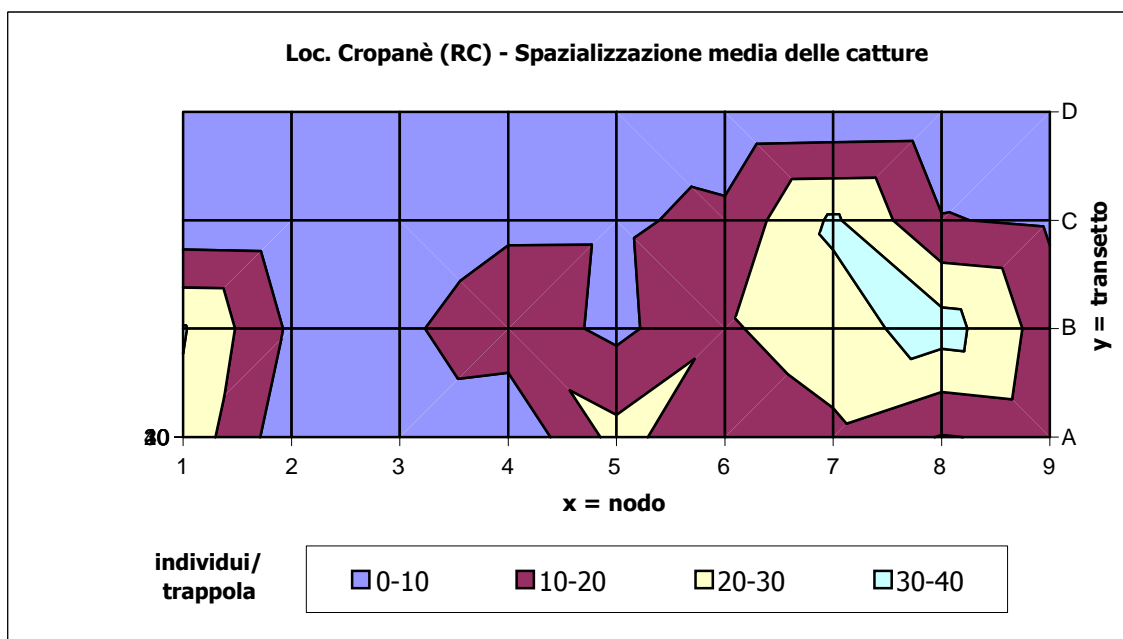 Loc. Cropanè (RC) - Spazializzazione media delle catture
D
C
B
A
y = transetto
1 2 3 4 5 6 7 8 9
x = nodo
individui/
trappola
0-10 10-20 20-30 30-40